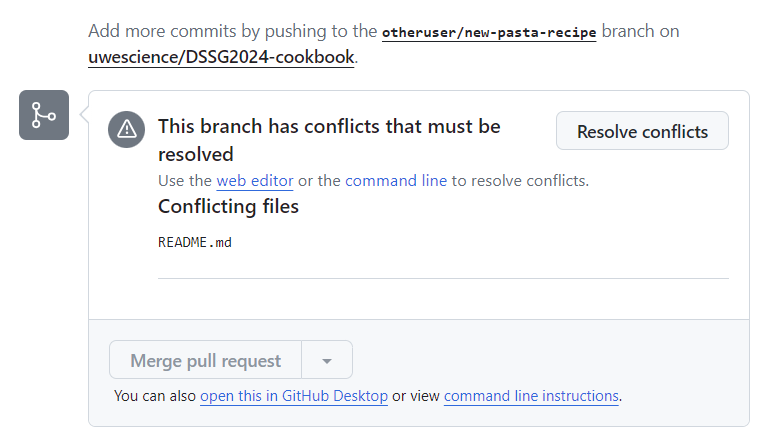 Add more commits by pushing to the otheruser/new-pasta-recipe branch on
uwescience/DSSG2024-cookbook.
This branch has conflicts that must be
resolved
Resolve conflicts
Use the web editor or the command line to resolve conflicts.
Conflicting files
README.md
Merge pull request
You can also open this in GitHub Desktop or view command line instructions.